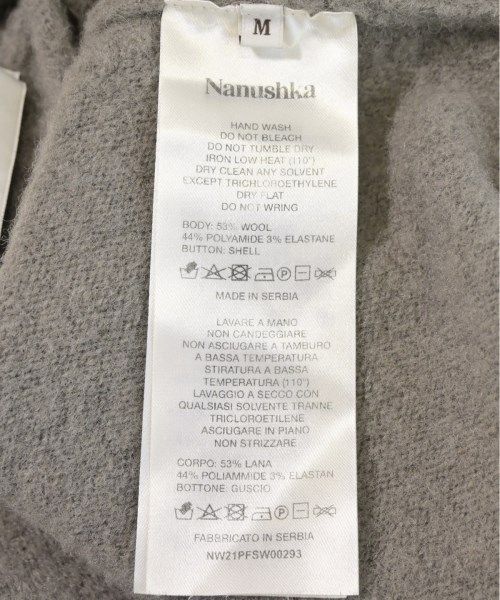 M
Nanushka
HAND WASH
DO NOT BLEACH
DO NOT TUMBLE DRY
IRON LOW HEAT (110°)
DRY CLEAN ANY SOLVENT
EXCEPT TRICHLOROETHYLENE
DRY FLAT
DO NOT WRING
BODY: 53% WOOL
44% POLYAMIDE 3% ELASTANE
BUTTON: SHELL
P
MADE IN SERBIA
LAVARE A MANO
NON CANDEGGIARE
NON ASCIUGARE A TAMBURO
A BASSA TEMPERATURA
STIRATURA A BASSA
TEMPERATURA (110°)
LAVAGGIO A SECCO CON
QUALSIASI SOLVENTE TRANNE
TRICLOROETILENE
ASCIUGARE IN PIANO
NON STRIZZARE
CORPO: 53% LANA
44% POLIAMMIDE 3% ELASTAN
BOTTONE: GUSCIO
P
FABBRICATO IN SERBIA
NW21PFSW00293